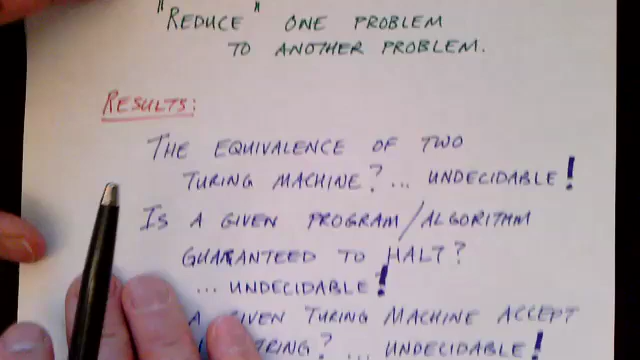 "REDUCE" ONE PROBLEM
TO ANOTHER PROBLEM.
RESULTS:
THE EQUIVALENCE OF TWO
TURING MACHINE? ... UNDECIDABLE!
IS A GIVEN PROGRAM/ALGORITHM
GUARANTEED TO HALT?
... UNDECIDABLE!
A GIVEN TURING MACHINE ACCEPT
... UNDECIDABLE!